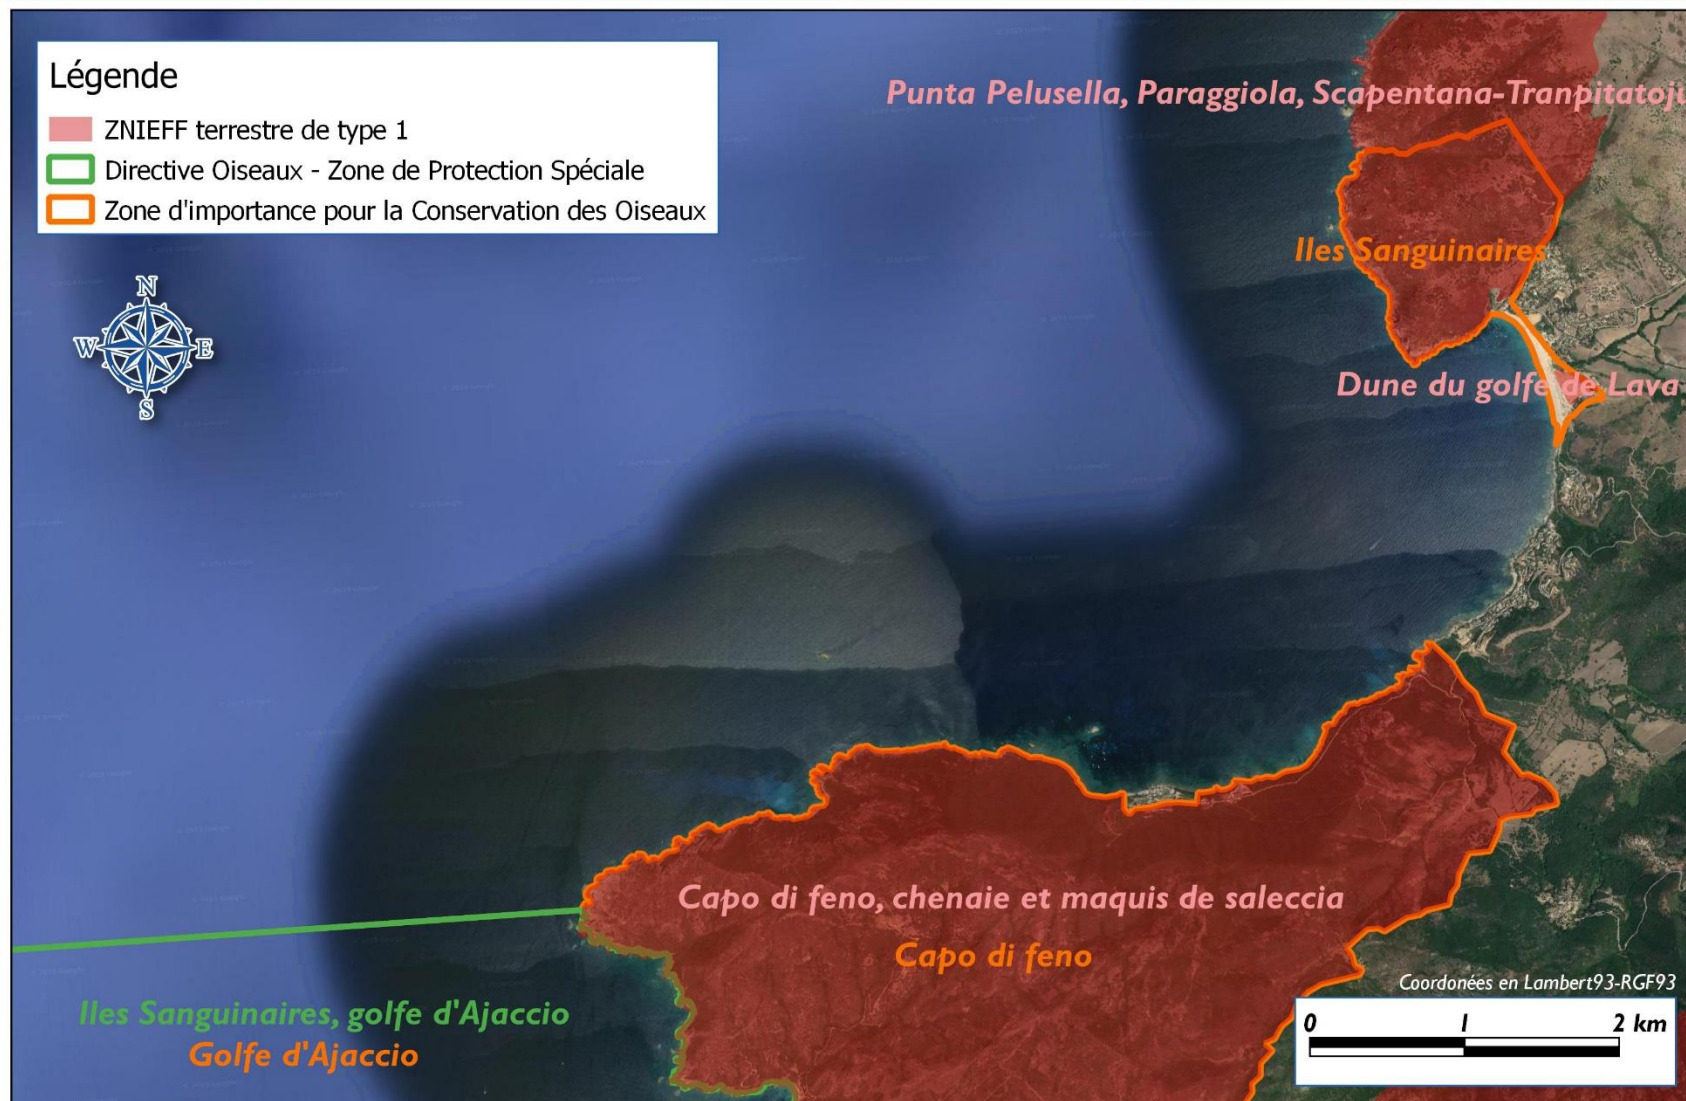 Légende
ZNIEFF terrestre de type 1
Directive Oiseaux - Zone de Protection Spéciale
Zone d'importance pour la Conservation des Oiseaux
N
W E
S
Punta Pelusella, Paraggiola, Scapentana-Tranpitatoju
Iles Sanguinaires
Dune du golfe de Lava
Capo di feno, chenaie et maquis de saleccia
Capo di feno
Iles Sanguinaires, golfe d'Ajaccio
Golfe d'Ajaccio
Coordonées en Lambert93-RGF93
0 1 2 km